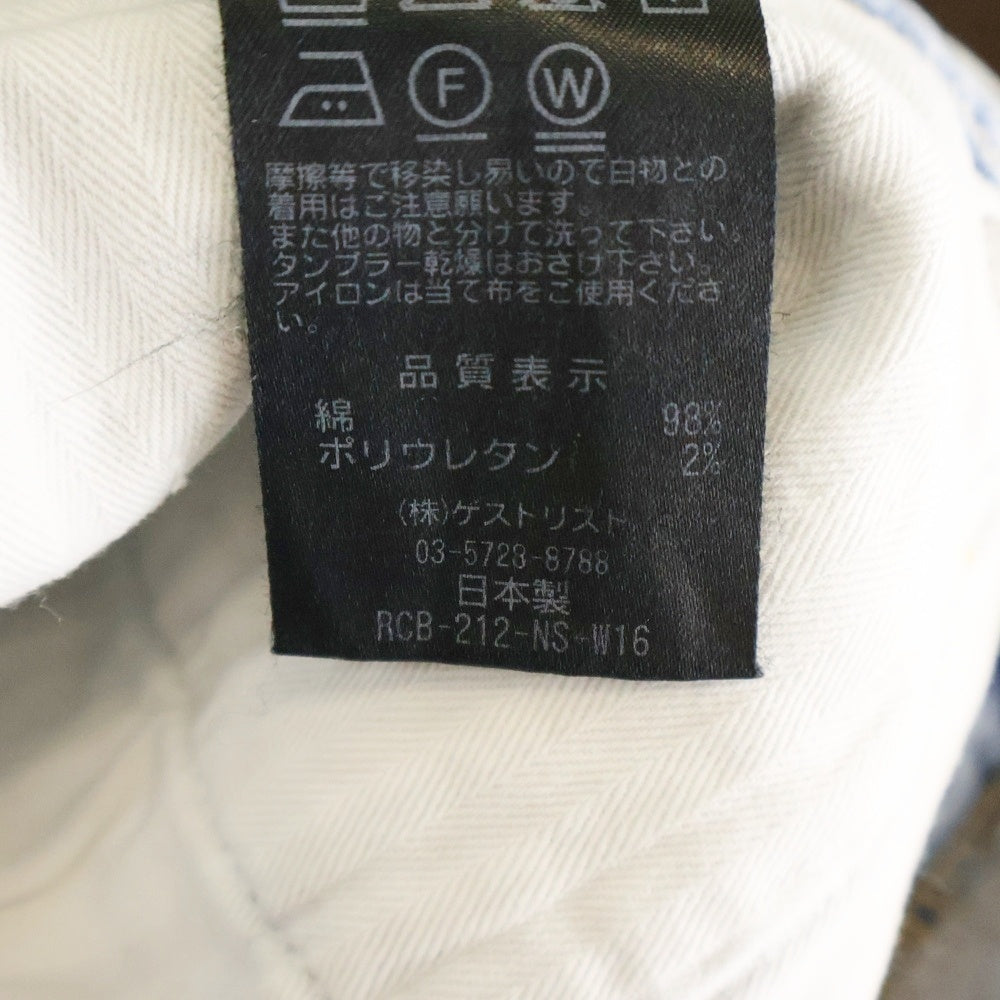 F W
摩擦等で移染し易いので白物との
着用はご注意願います。
また他の物と分けて洗って下さい。
タンブラー乾燥はおさけ下さい。
アイロンは当て布をご使用くださ
い。
品質表示
綿 98%
ポリウレタン 2%
(株)ゲストリスト
03-5728-8788
日本製
RCB-212-NS-W16